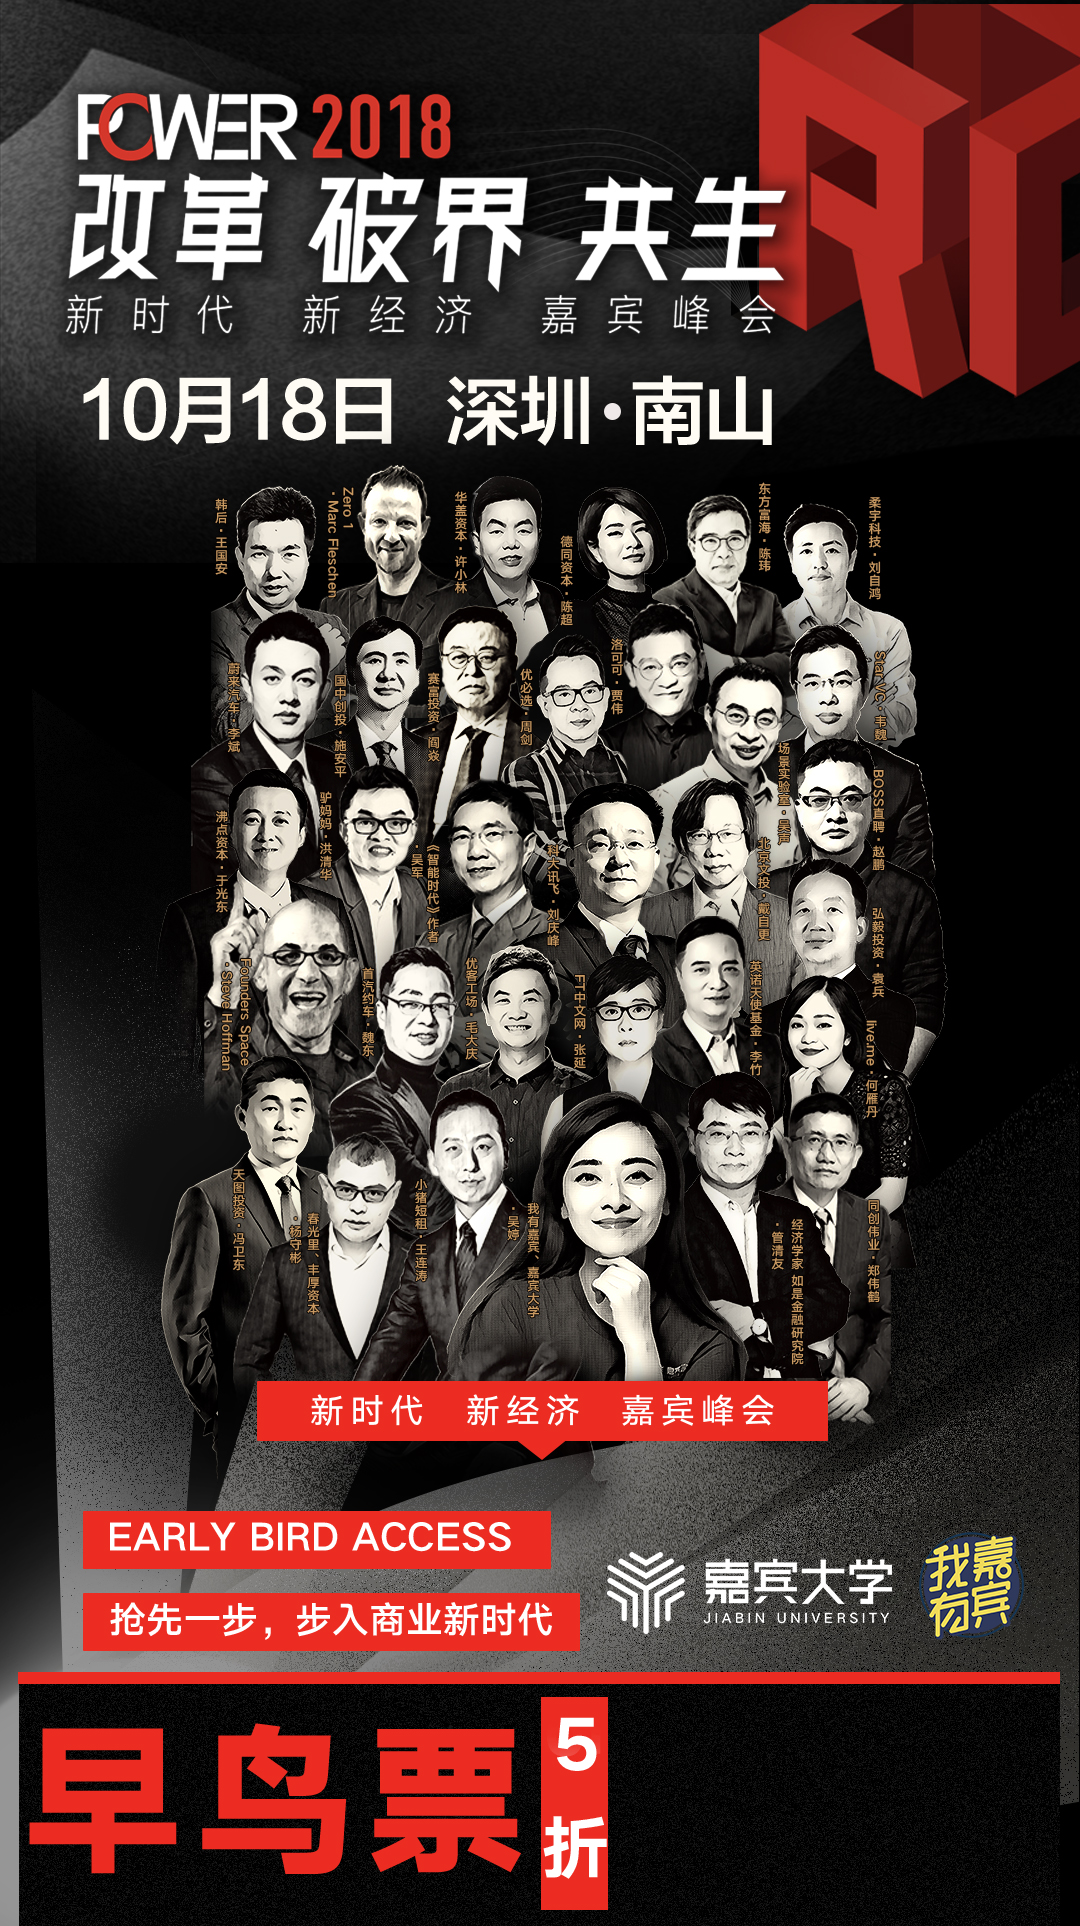 POWER 2018
改革 破界 共生
新时代 新经济 嘉宾峰会
10月18日 深圳·南山
韩后·王国安
Zero 1
·Marc Fleschen
华盖资本·许小林
德同资本·陈超
东方富海·陈玮
柔宇科技·刘自鸿
蔚来汽车·李斌
国中创投·施安平
赛富投资·阎焱
优必选·周剑
洛可可·贾伟
场景实验室·吴声
Star VC·韦魏
沸点资本·于光东
驴妈妈·洪清华
《智能时代》作者
·吴军
科大讯飞·刘庆峰
北京文投·戴自更
BOSS直聘·赵鹏
弘毅投资·袁兵
Founders Space
·Steve Hoffman
首汽约车·魏东
优客工场·毛大庆
FT中文网·张延
英诺天使基金·李竹
live.me·何雁丹
天图投资·冯卫东
春光里、丰厚资本
·杨守彬
小猪短租·王连涛
我有嘉宾、嘉宾大学
·吴婷
经济学家 如是金融研究院
·管清友
同创伟业·郑伟鹤
新时代 新经济 嘉宾峰会
EARLY BIRD ACCESS
抢先一步，步入商业新时代
嘉宾大学
JIABIN UNIVERSITY
我有嘉宾
早鸟票
5折